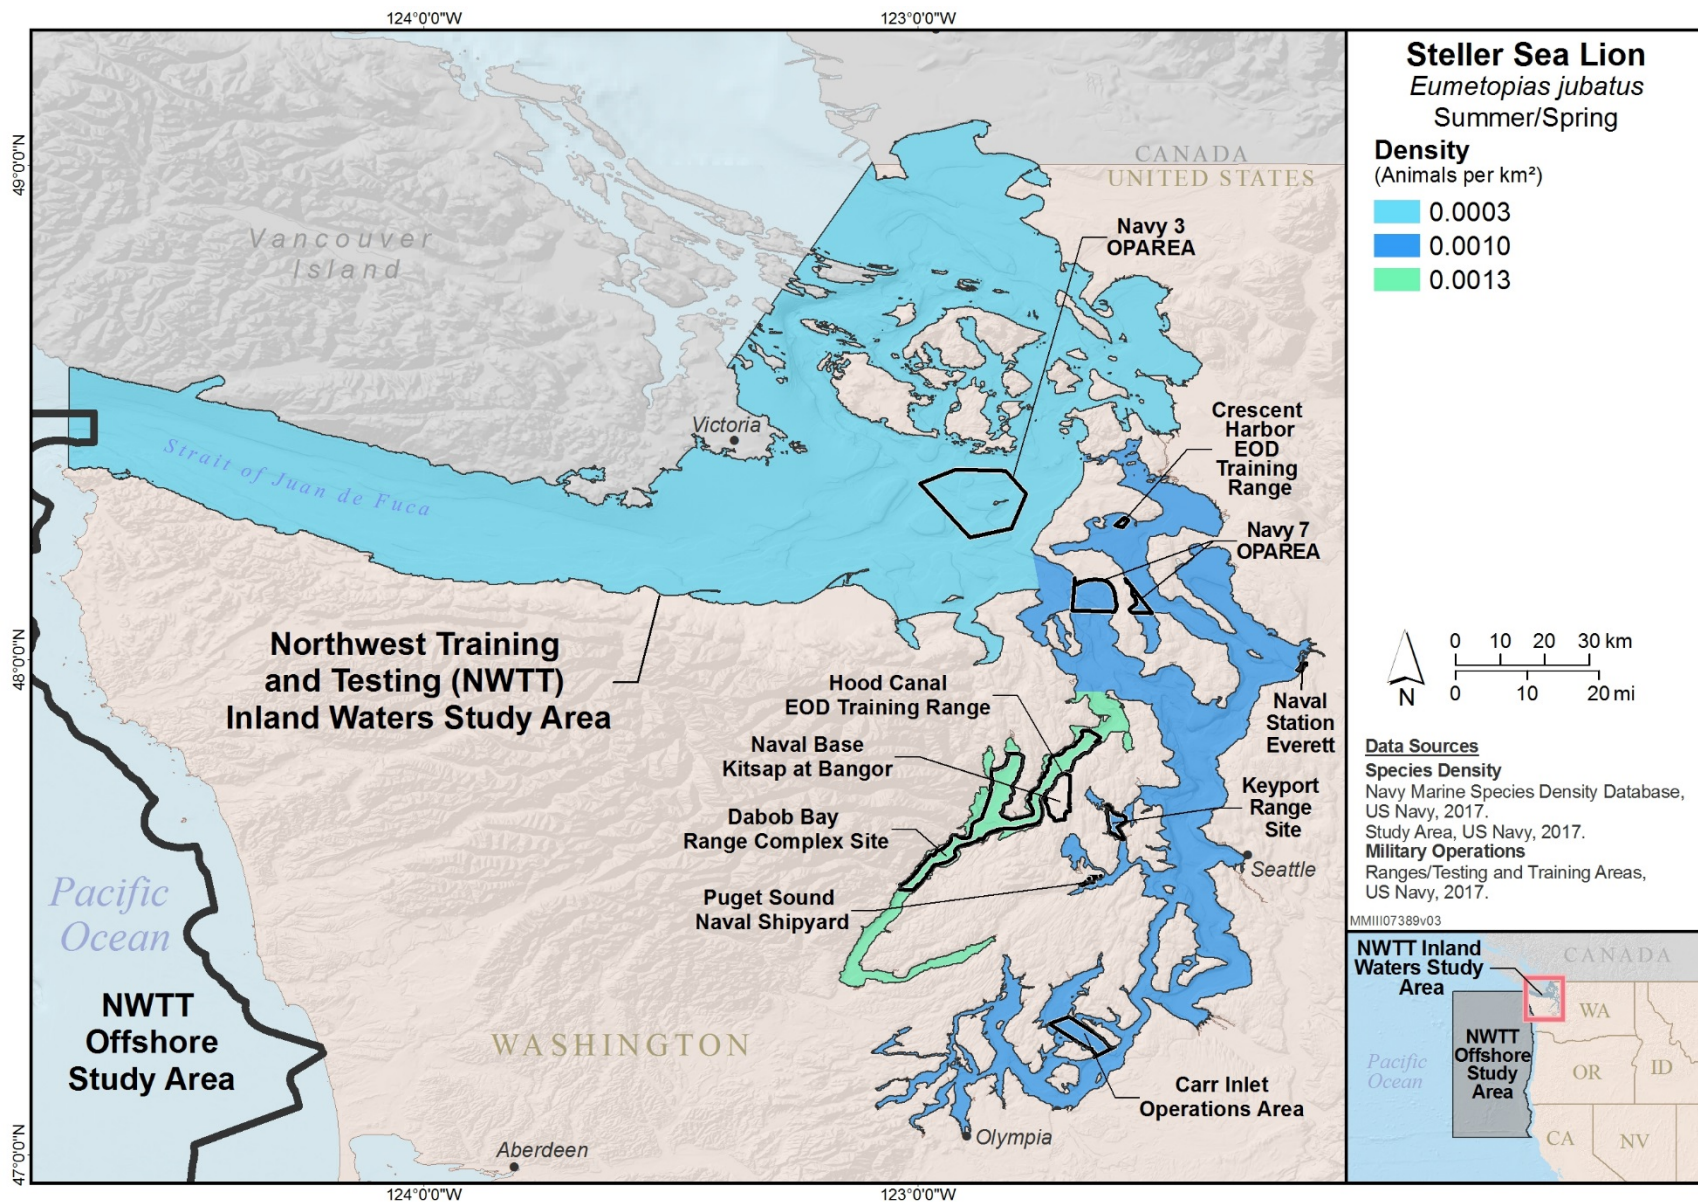 124°0'0"W
123°0'0"W
49°0'0"N
48°0'0"N
47°0'0"N
124°0'0"W
123°0'0"W
CANADA
UNITED STATES
Vancouver
Island
Navy 3
OPAREA
Victoria
Strait of Juan de Fuca
Crescent
Harbor
EOD
Training
Range
Navy 7
OPAREA
Northwest Training
and Testing (NWTT)
Inland Waters Study Area
Hood Canal
EOD Training Range
Naval Base
Kitsap at Bangor
Dabob Bay
Range Complex Site
Puget Sound
Naval Shipyard
Naval
Station
Everett
Keyport
Range
Site
Seattle
Pacific
Ocean
NWTT
Offshore
Study Area
WASHINGTON
Carr Inlet
Operations Area
Olympia
Aberdeen
Steller Sea Lion
Eumetopias jubatus
Summer/Spring
Density
(Animals per km²)
0.0003
0.0010
0.0013
N
0 10 20 30 km
0 10 20 mi
Data Sources
Species Density
Navy Marine Species Density Database,
US Navy, 2017.
Study Area, US Navy, 2017.
Military Operations
Ranges/Testing and Training Areas,
US Navy, 2017.
MMIII07389v03
NWTT Inland
Waters Study
Area
CANADA
WA
NWTT
Offshore
Study
Area
Pacific
Ocean
OR
ID
CA
NV